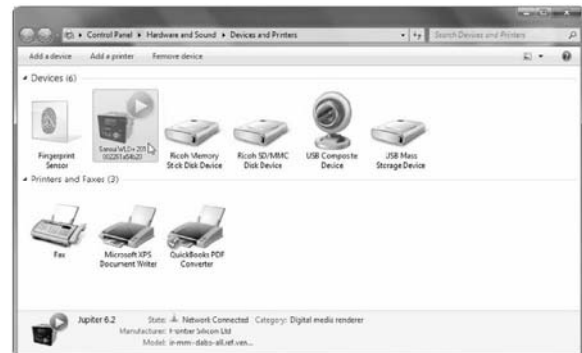 Control Panel ▸ Hardware and Sound ▸ Devices and Printers
Search Devices and Printers
Add a device Add a printer Remove device
Devices (6)
Fingerprint Sensor
Ricoh Memory Stick Disk Device
Ricoh SD/MMC Disk Device
USB Composite Device
USB Mass Storage Device
Printers and Faxes (3)
Fax
Microsoft XPS Document Writer
QuickBooks PDF Converter
Jupiter 6.2 State: Network Connected Category: Digital media renderer
Manufacturer: Frontier Silicon Ltd
Model: